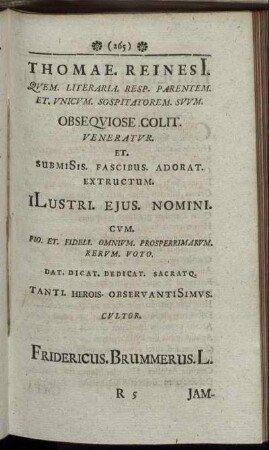 (265)
THOMAE. REINESI.
QVEM. LITERARIA. RESP. PARENTEM.
ET. VNICVM. SOSPITATOREM. SVVM.
OBSEQVIOSE. COLIT.
VENERATVR.
ET.
SUBMISIS. FASCIBUS. ADORAT.
EXTRUCTUM.
ILUSTRI. EJUS. NOMINI.
CVM.
PIO. ET. FIDELI. OMNIVM. PROSPERRIMARVM.
RERVM. VOTO.
DAT. DICAT. DEDICAT. SACRATQ.
TANTI. HEROIS. OBSERVANTISIMVS.
CVLTOR.
FRIDERICUS. BRUMMERUS. L.
R 5 JAM-